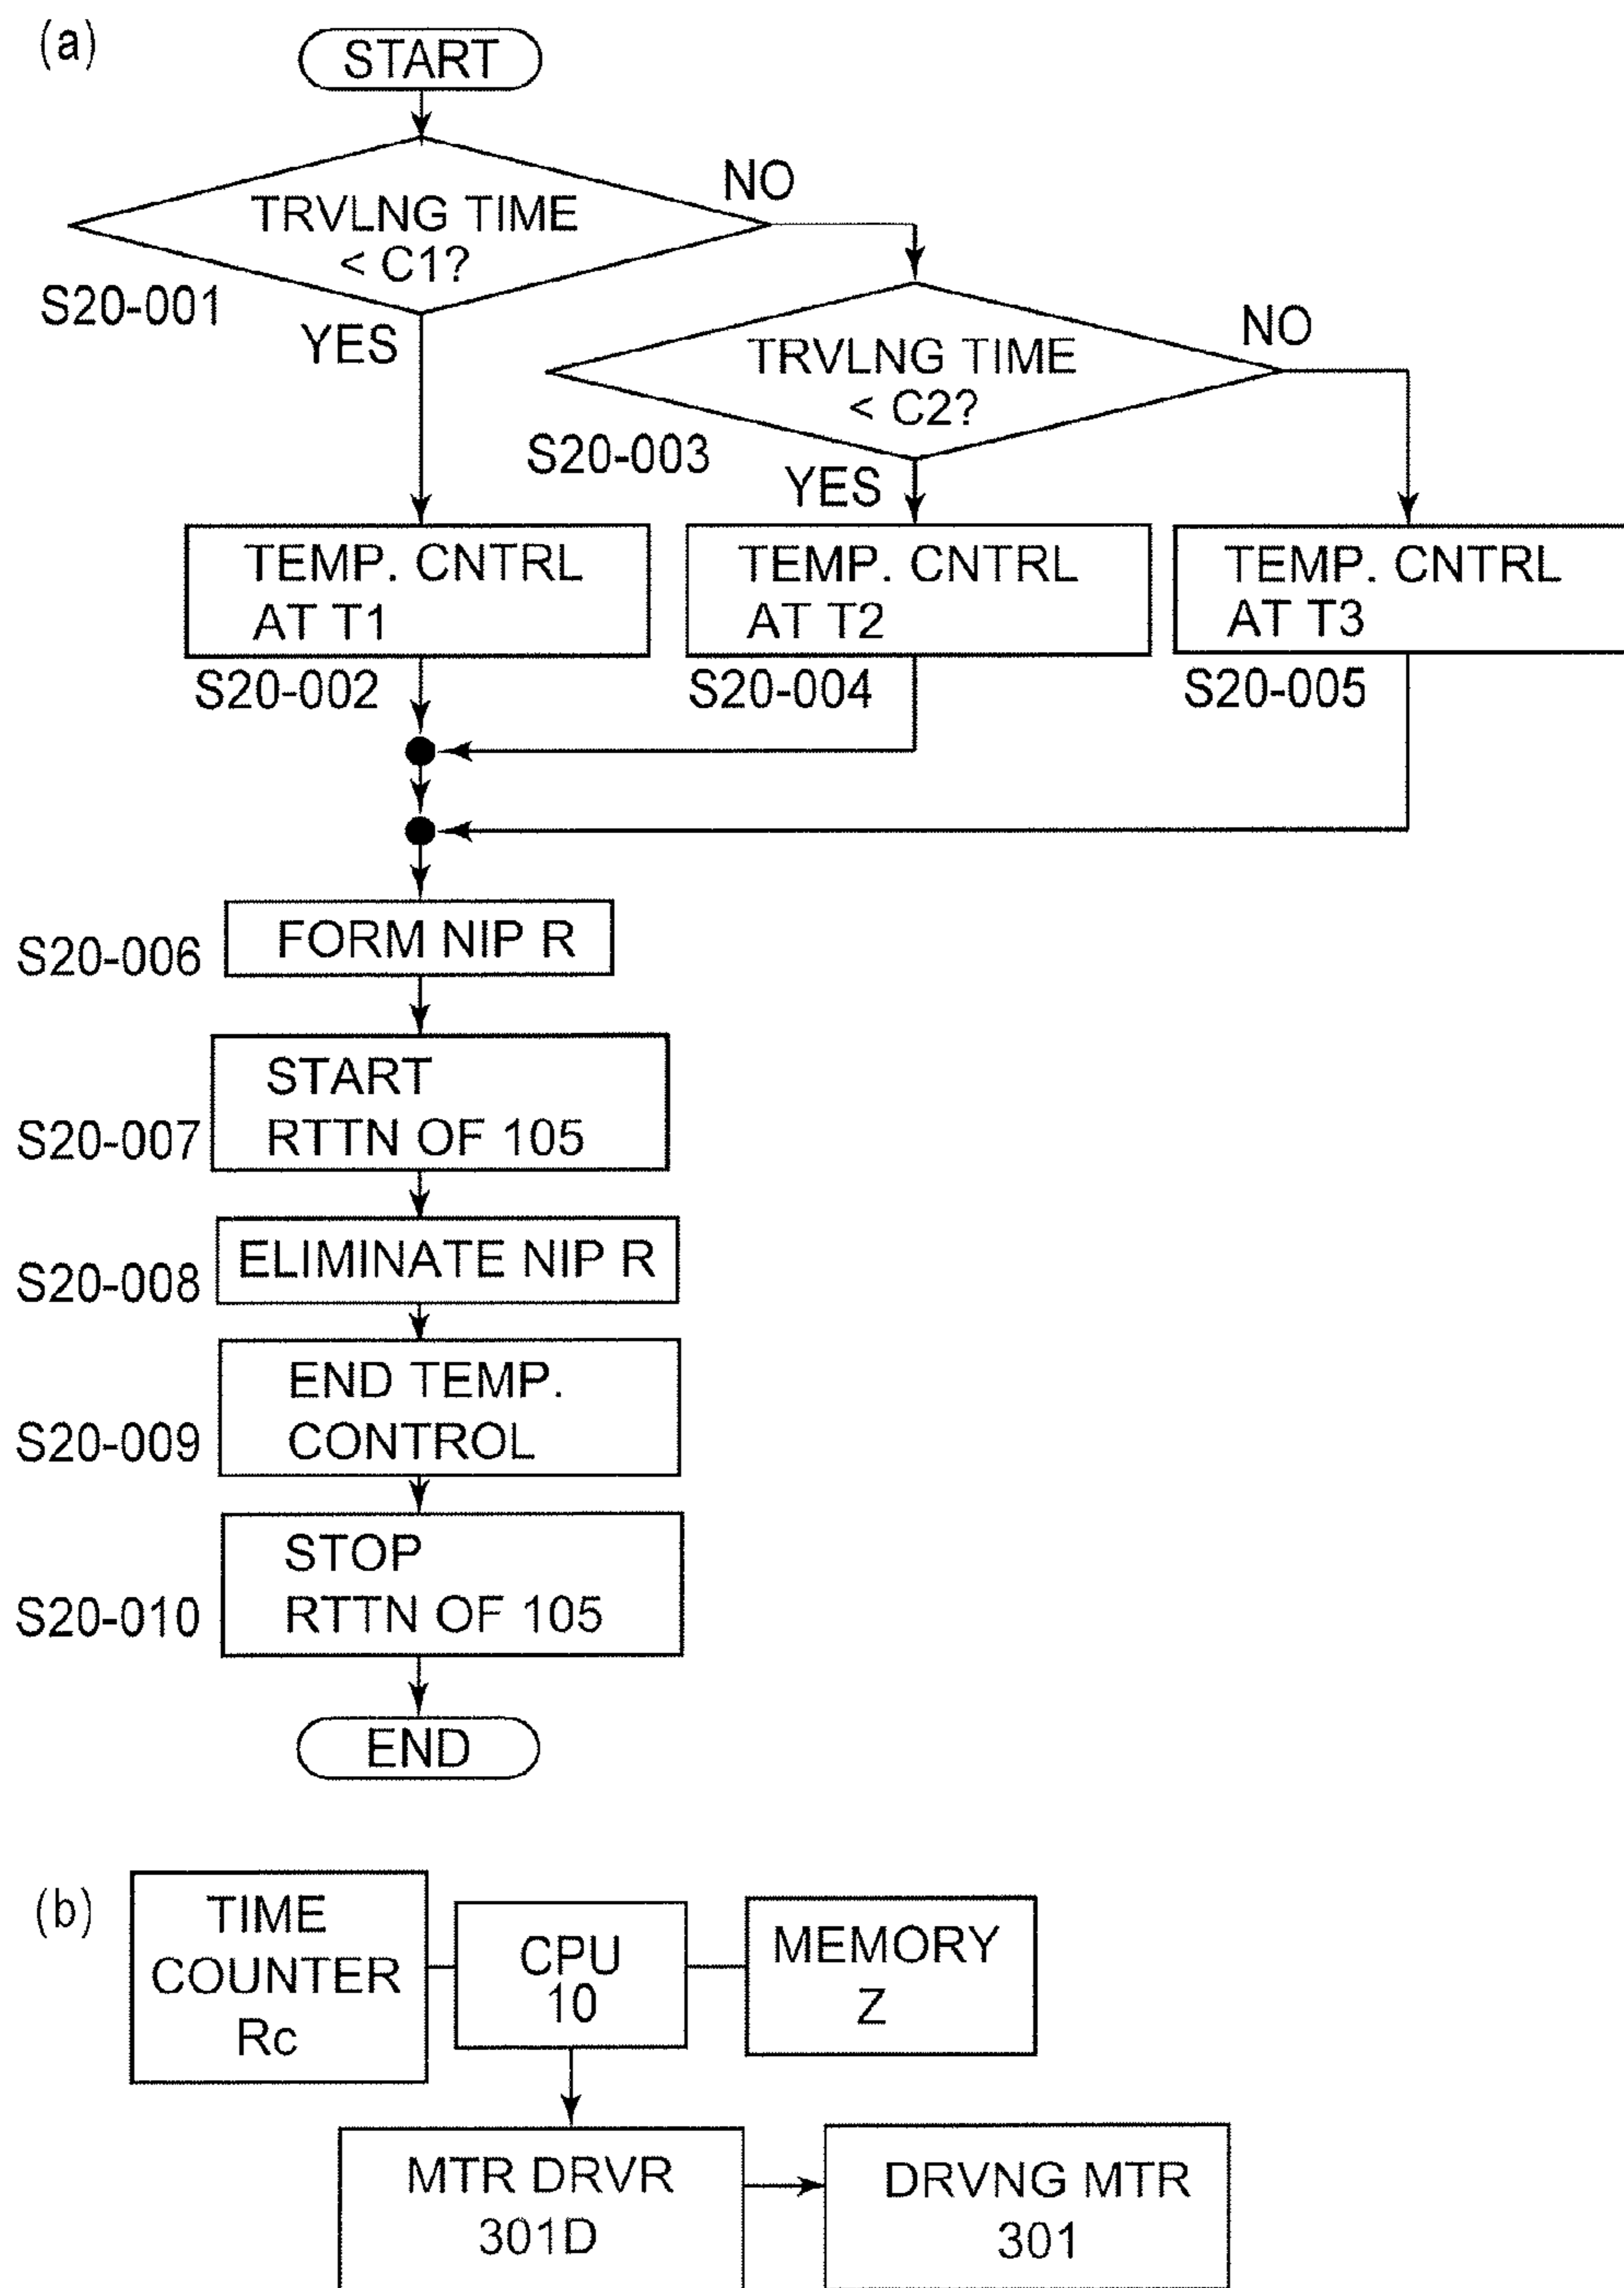 (a)
START
TRVLNG TIME
< C1?
NO
S20-001
YES
TRVLNG TIME
< C2?
NO
S20-003
YES
TEMP. CNTRL
AT T1
S20-002
TEMP. CNTRL
AT T2
S20-004
TEMP. CNTRL
AT T3
S20-005
FORM NIP R
S20-006
START
RTTN OF 105
S20-007
ELIMINATE NIP R
S20-008
END TEMP.
CONTROL
S20-009
STOP
RTTN OF 105
S20-010
END
(b)
TIME
COUNTER
Rc
CPU
10
MEMORY
Z
MTR DRVR
301D
DRVNG MTR
301